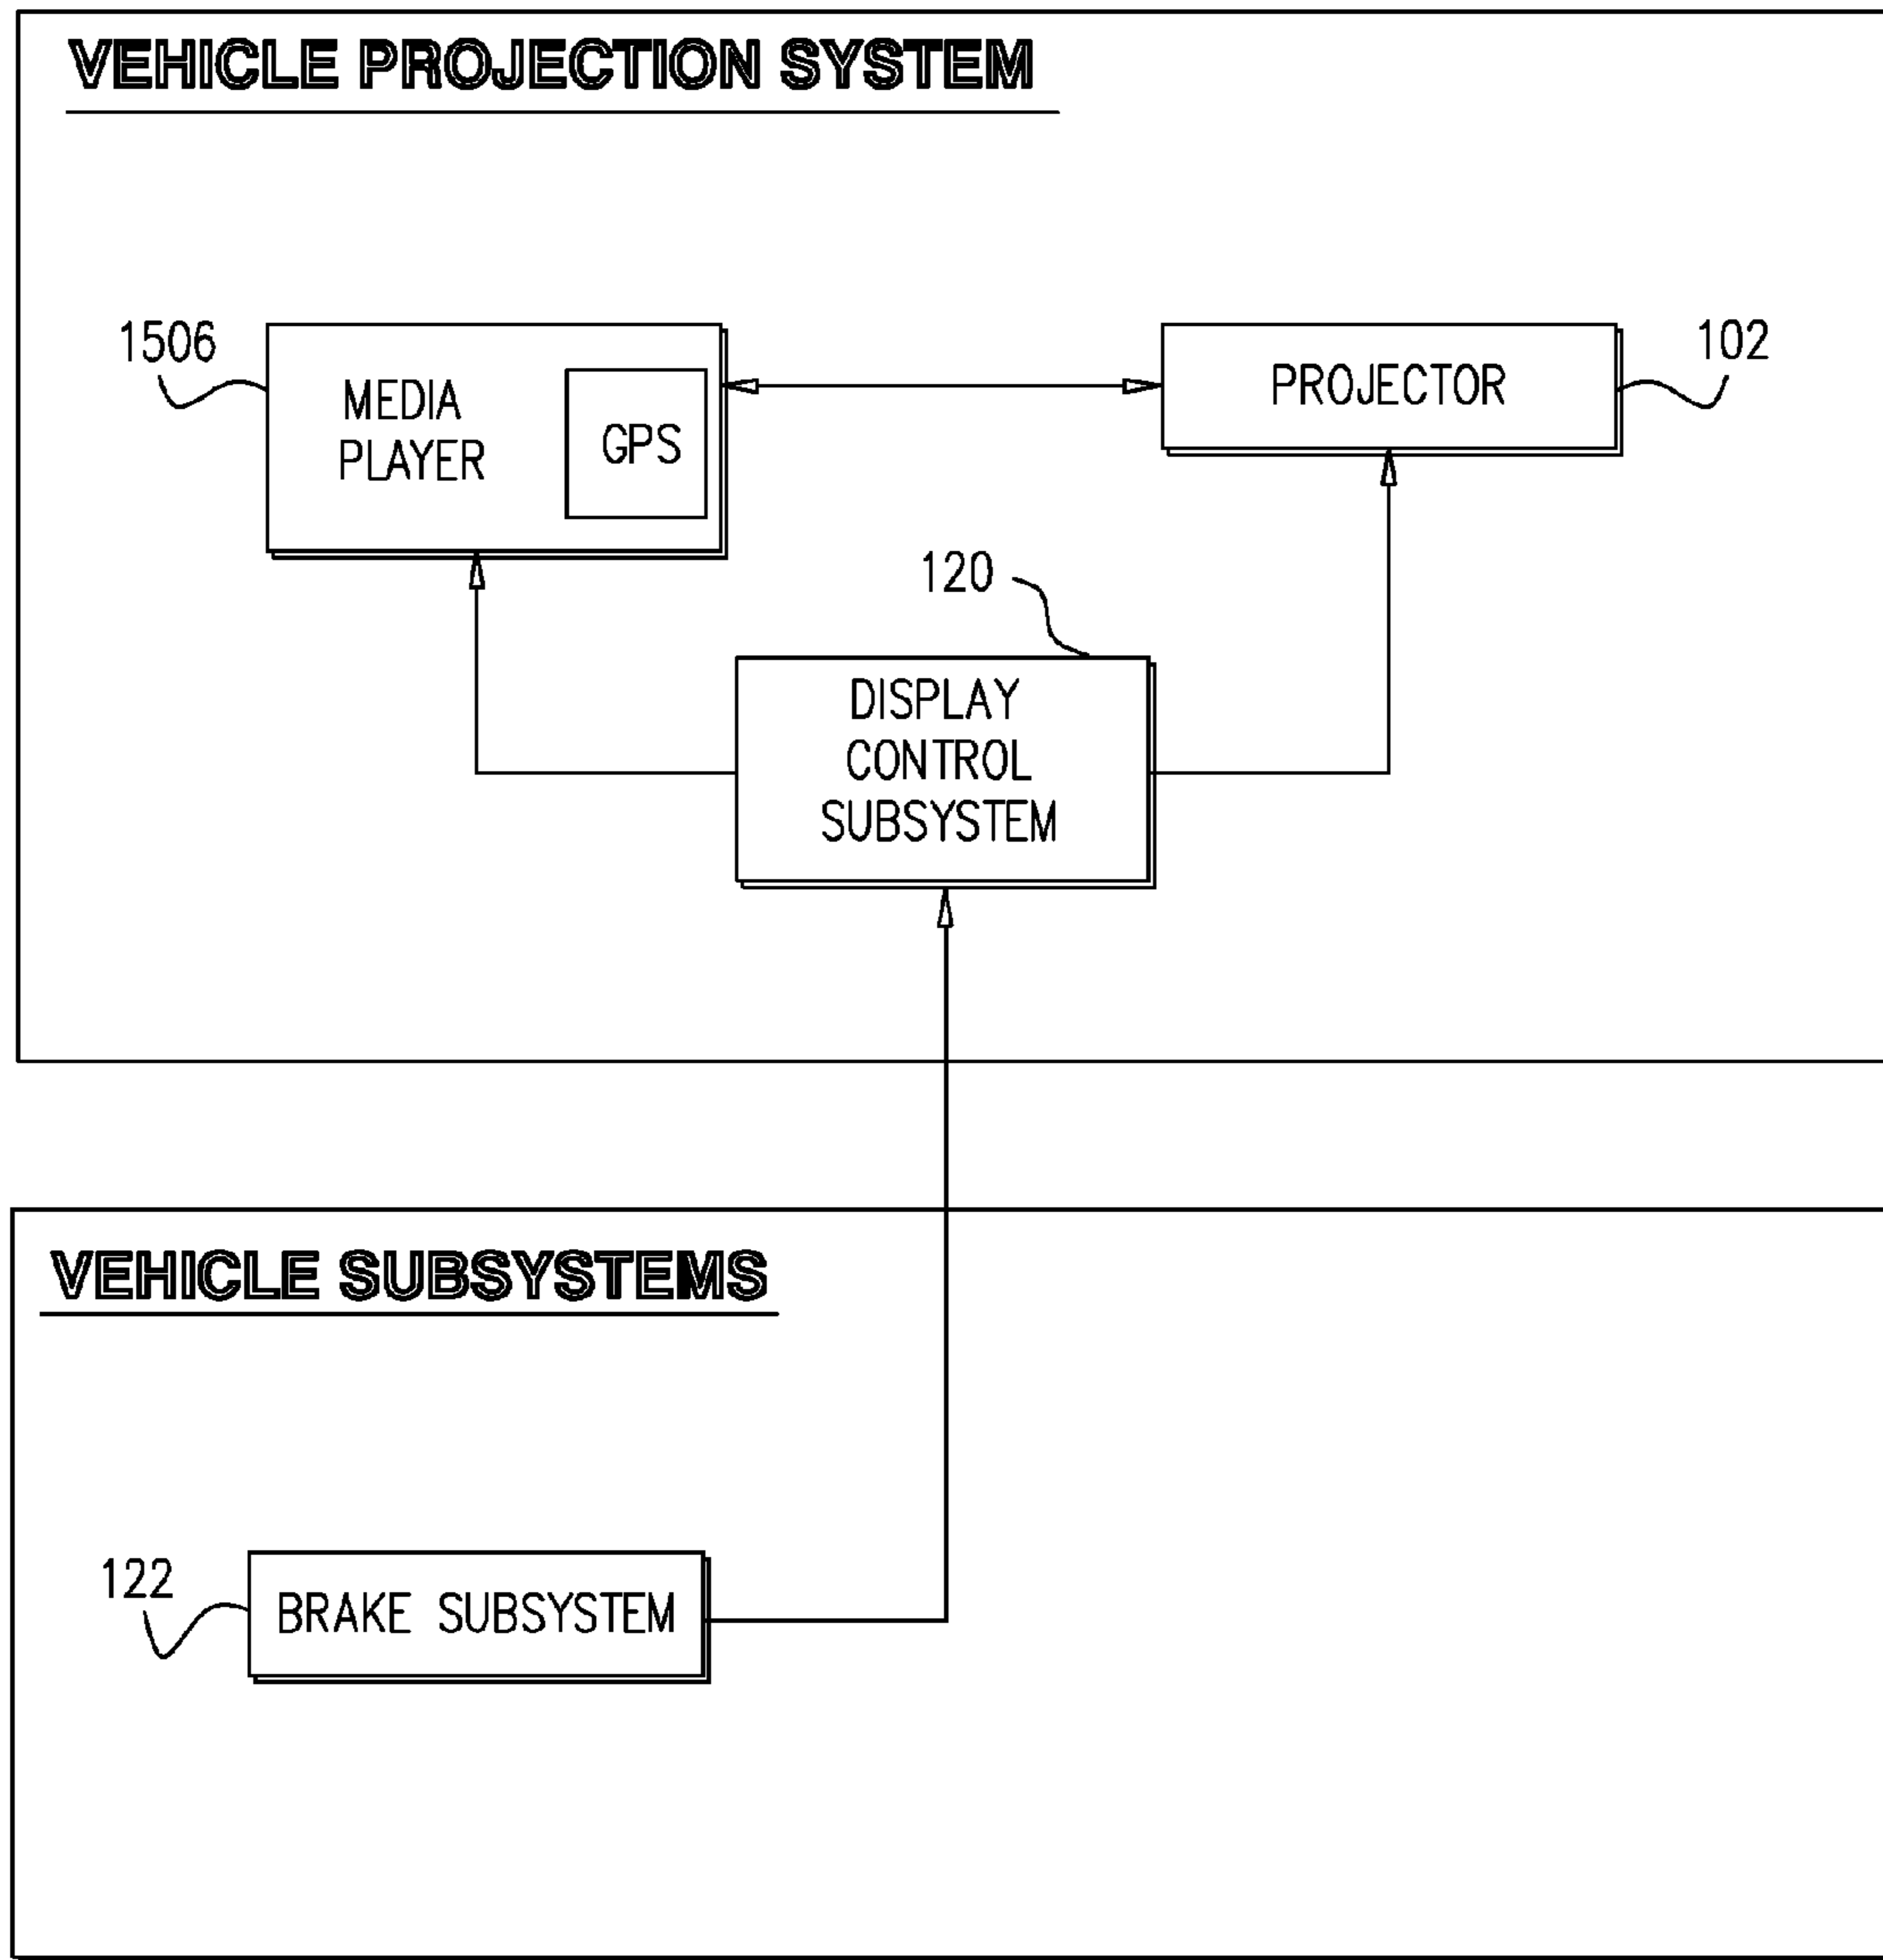 VEHICLE PROJECTION SYSTEM
1506
MEDIA
PLAYER
GPS
PROJECTOR
102
120
DISPLAY
CONTROL
SUBSYSTEM
VEHICLE SUBSYSTEMS
122
BRAKE SUBSYSTEM